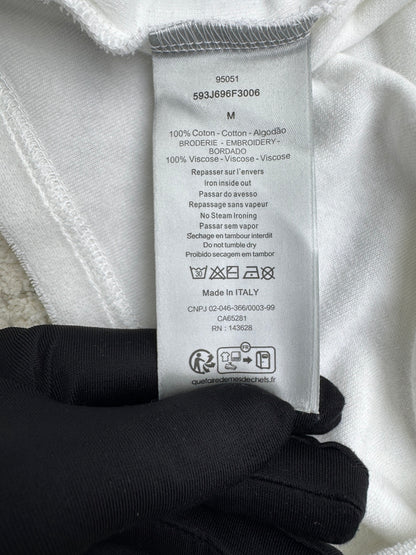 95051
593J696F3006
M
100% Coton - Cotton - Algodão
BRODERIE - EMBROIDERY -
BORDADO
100% Viscose - Viscose - Viscose
Repasser sur l'envers
Iron inside out
Passar do avesso
Repassage sans vapeur
No Steam Ironing
Passar sem vapor
Sechage en tambour interdit
Do not tumble dry
Proibido secagem em tambor
30
Made In ITALY
CNPJ 02-046-366/0003-99
CA65281
RN : 143628
FR
quefairedemesdechets.fr